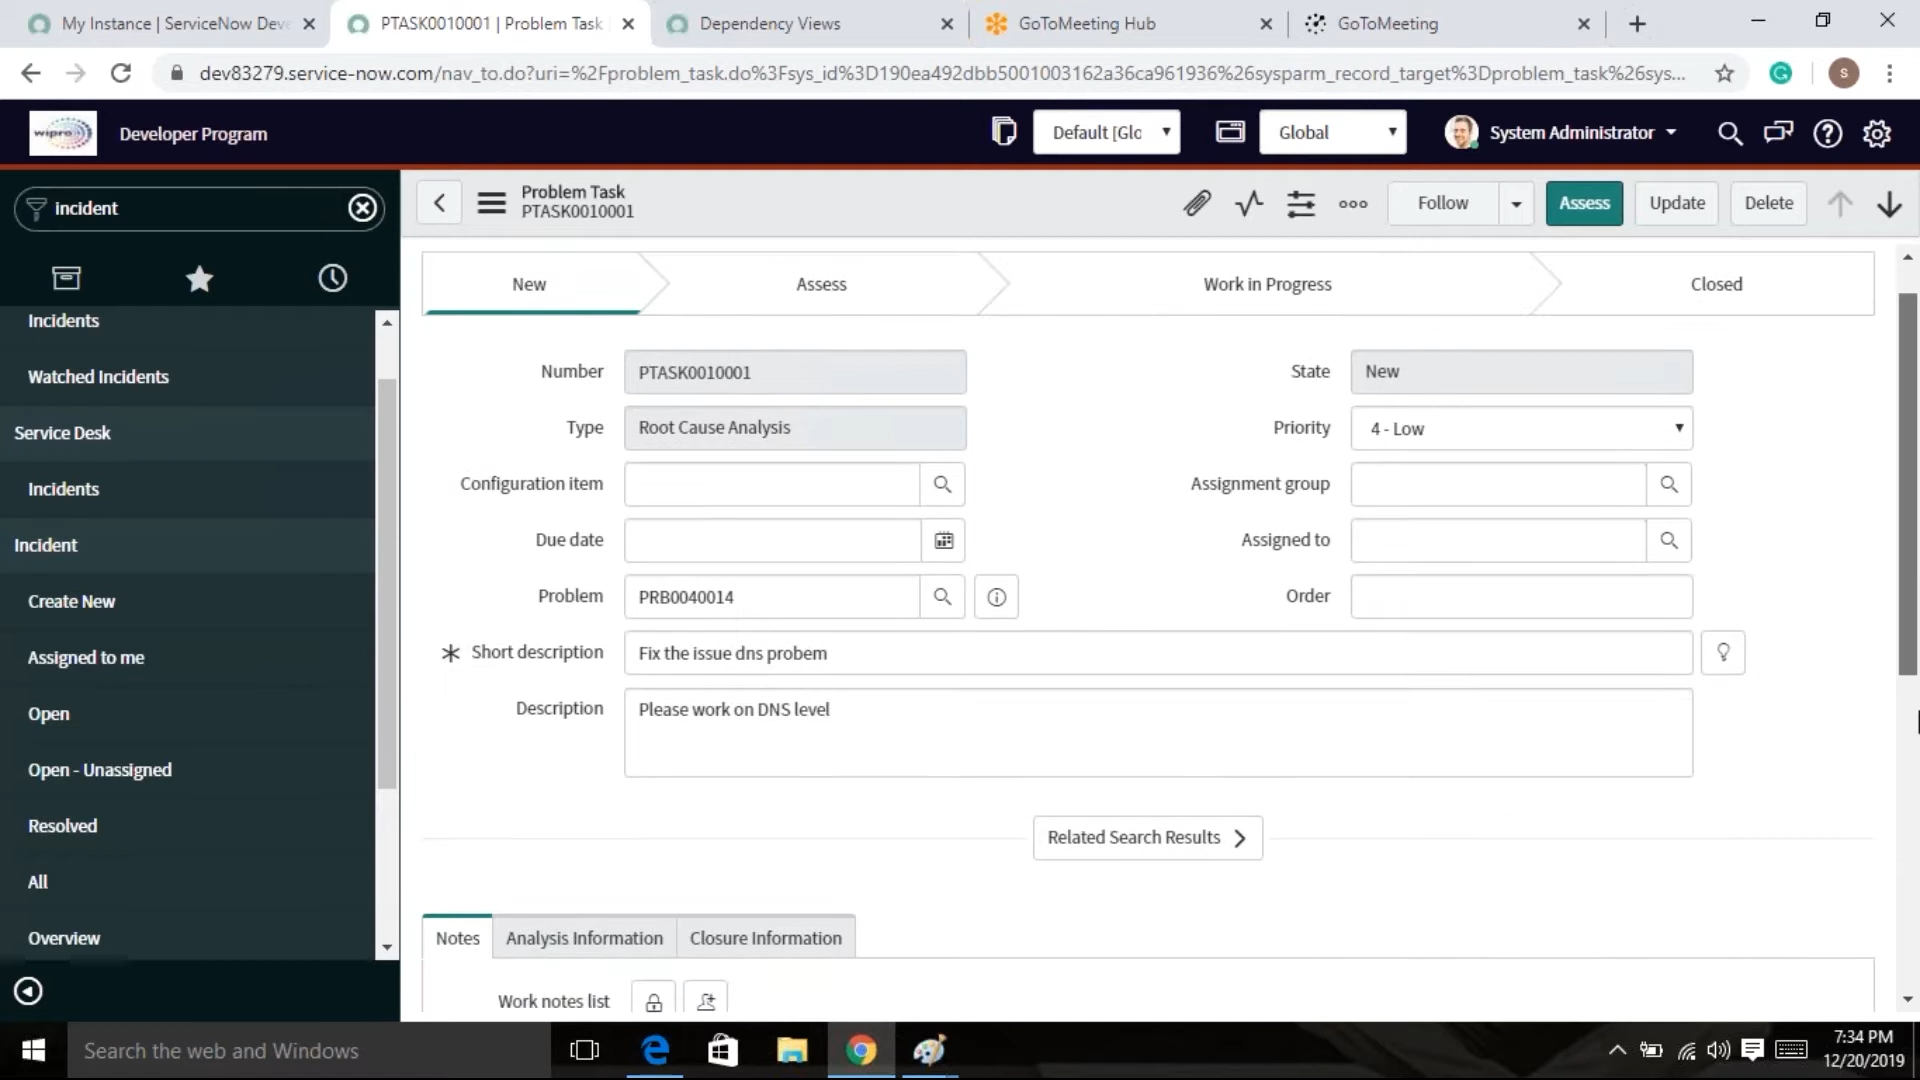 My Instance | ServiceNow Deve
PTASK0010001 | Problem Task
Dependency Views
GoToMeeting Hub
GoToMeeting
dev83279.service-now.com/nav_to.do?uri=%2Fproblem_task.do%3Fsys_id%3D190ea492dbb5001003162a36ca961936%26sysparm_record_target%3Dproblem_task%26sys...
S
wipro
Developer Program
Default [Glc
Global
System Administrator
incident
Problem Task
PTASK0010001
Follow
Assess
Update
Delete
Incidents
Watched Incidents
Service Desk
Incidents
Incident
Create New
Assigned to me
Open
Open - Unassigned
Resolved
All
Overview
New
Assess
Work in Progress
Closed
Number PTASK0010001
State New
Type Root Cause Analysis
Priority 4 - Low
Configuration item
Assignment group
Due date
Assigned to
Problem PRB0040014
Order
Short description Fix the issue dns probem
Description Please work on DNS level
Related Search Results
Notes
Analysis Information
Closure Information
Work notes list
Search the web and Windows
7:34 PM
12/20/2019